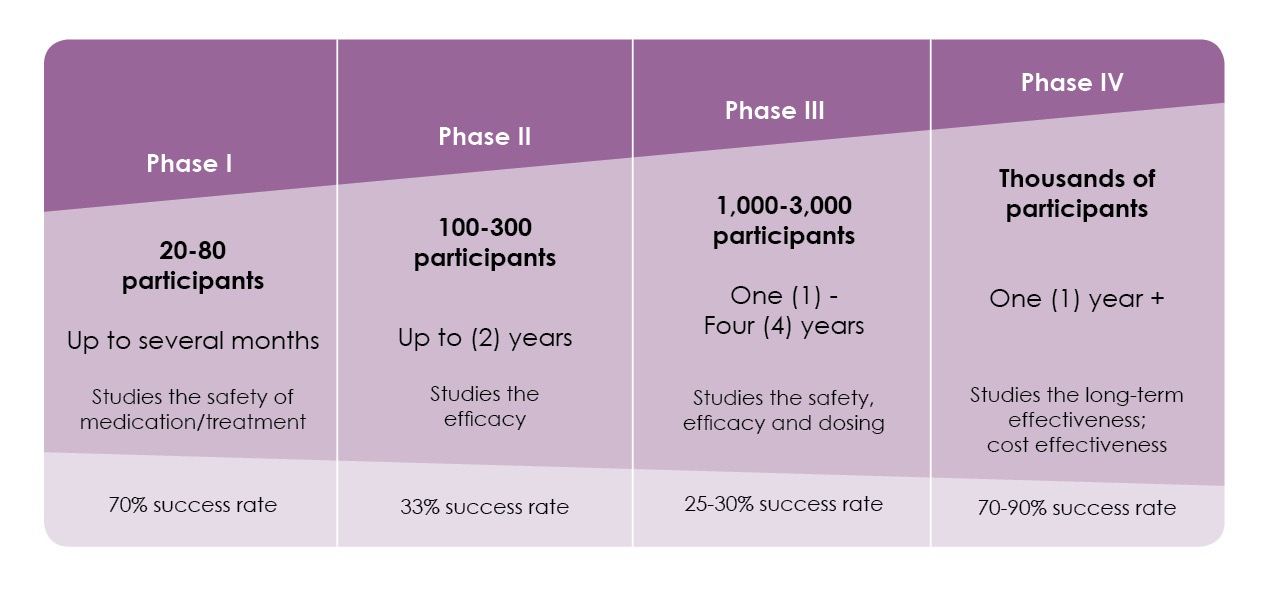 Phase I
20-80
participants
Up to several months
Studies the safety of
medication/treatment
70% success rate
Phase II
100-300
participants
Up to (2) years
Studies the
efficacy
33% success rate
Phase III
1,000-3,000
participants
One (1) -
Four (4) years
Studies the safety,
efficacy and dosing
25-30% success rate
Phase IV
Thousands of
participants
One (1) year +
Studies the long-term
effectiveness;
cost effectiveness
70-90% success rate